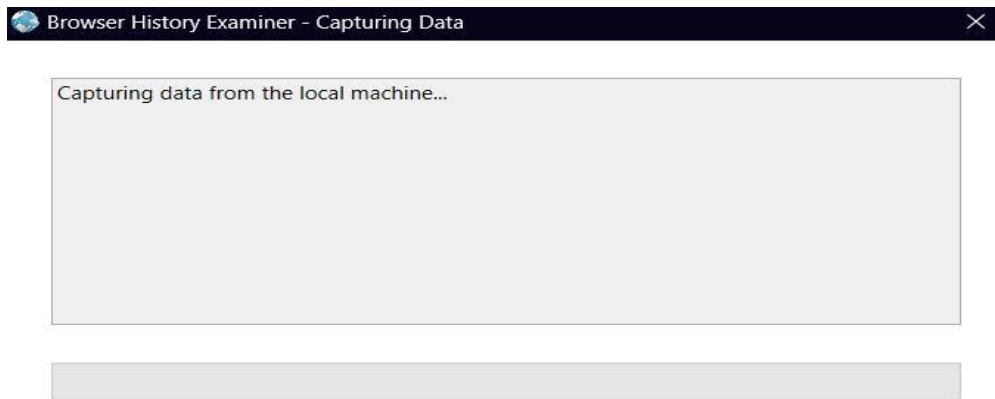 Browser History Examiner - Capturing Data
Capturing data from the local machine...